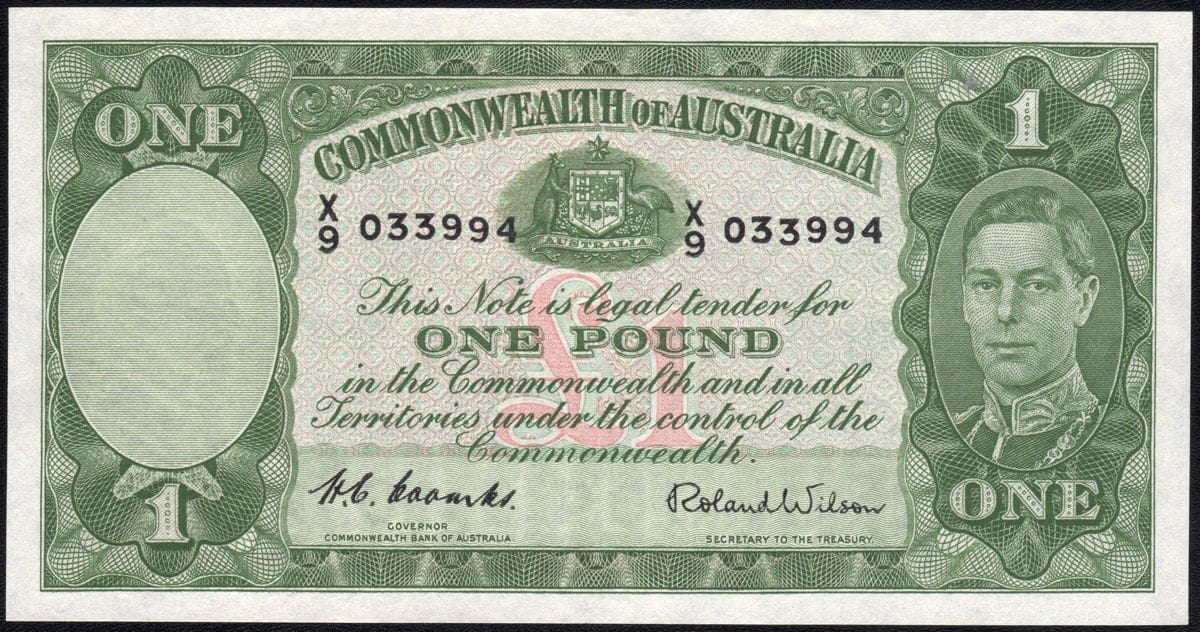 ONE
1
COMMONWEALTH OF AUSTRALIA
X/9 033994
X/9 033994
AUSTRALIA
This Note is legal tender for
£1
ONE POUND
in the Commonwealth and in all
Territories under the control of the
Commonwealth.
H.C. Coombs.
Roland Wilson
GOVERNOR
COMMONWEALTH BANK OF AUSTRALIA
SECRETARY TO THE TREASURY.
1
ONE